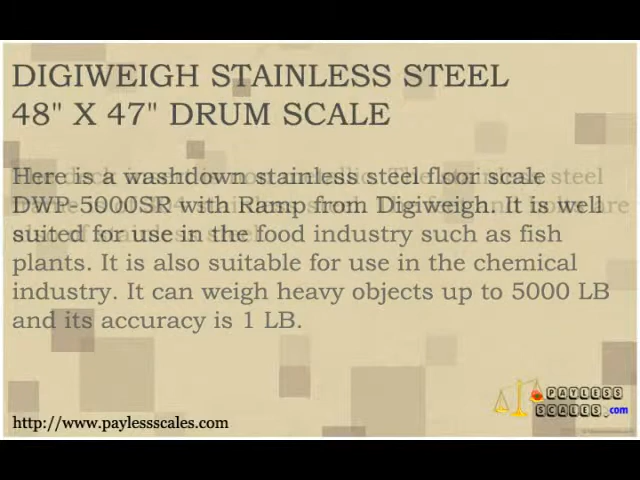 DIGIWEIGH STAINLESS STEEL
48" X 47" DRUM SCALE
Here is a washdown stainless steel floor scale
DWP-5000SR with Ramp from Digiweigh. It is well
suited for use in the food industry such as fish
plants. It is also suitable for use in the chemical
industry. It can weigh heavy objects up to 5000 LB
and its accuracy is 1 LB.
http://www.paylessscales.com
PAYLESS
SCALES.com